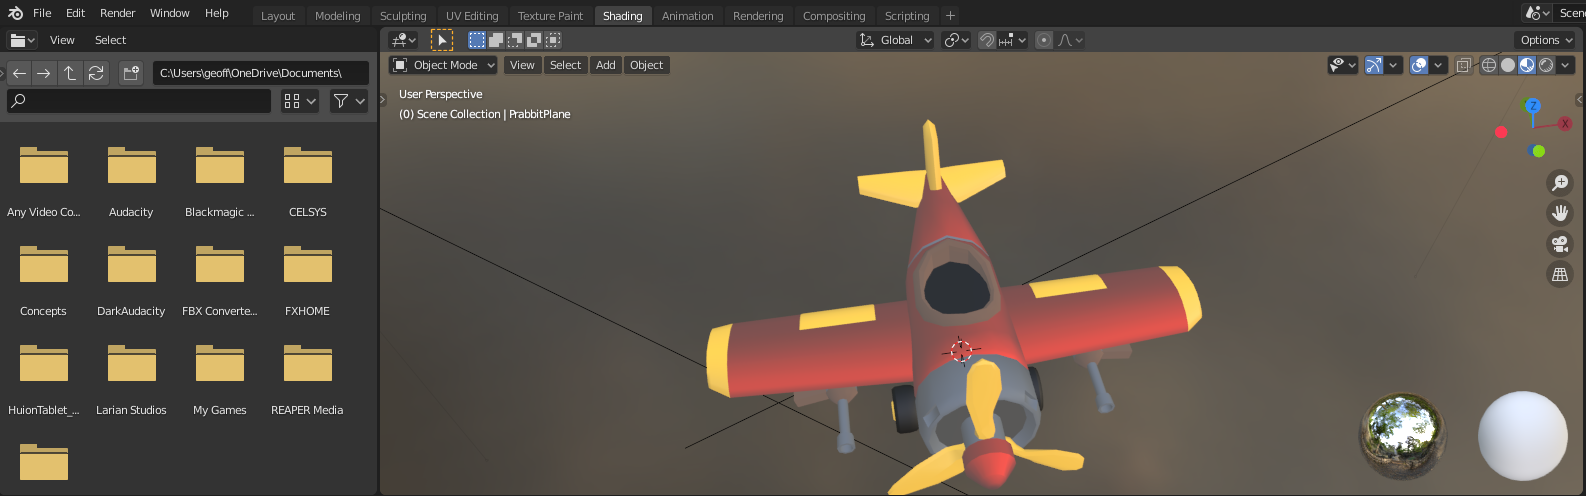 File Edit Render Window Help Layout Modeling Sculpting UV Editing Texture Paint Shading Animation Rendering Compositing Scripting + Scen
View Select
Global
Options
C:\Users\geoff\OneDrive\Documents\
Object Mode View Select Add Object
User Perspective
(0) Scene Collection | PrabbitPlane
Z
X
Any Video Co... Audacity Blackmagic ... CELSYS
Concepts DarkAudacity FBX Converte... FXHOME
HuionTablet_... Larian Studios My Games REAPER Media